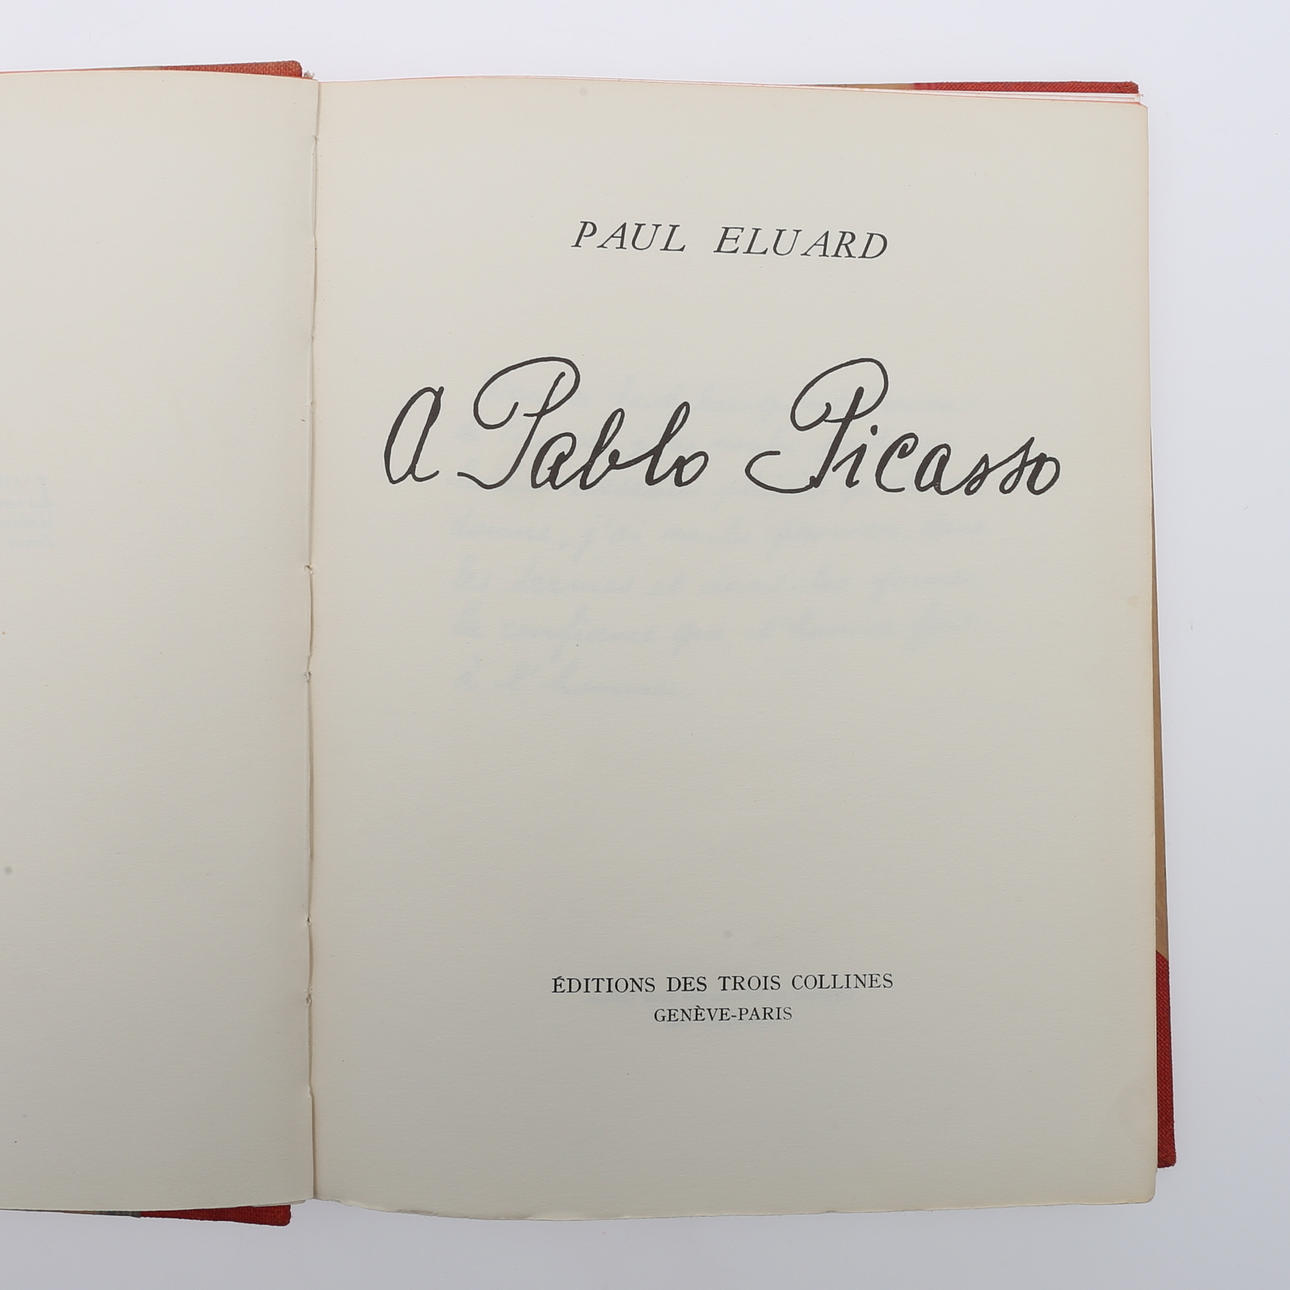 PAUL ELUARD
A Pablo Picasso
ÉDITIONS DES TROIS COLLINES
GENÈVE-PARIS